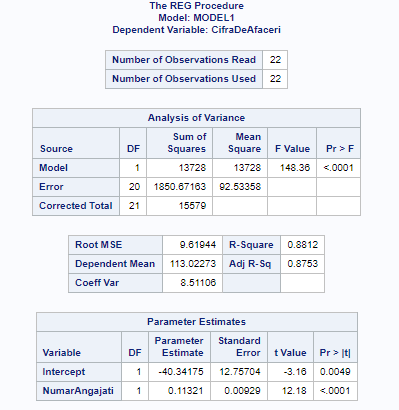 The REG Procedure
Model: MODEL1
Dependent Variable: CifraDeAfaceri
Number of Observations Read 22
Number of Observations Used 22
Analysis of Variance
Source DF Sum of Squares Mean Square F Value Pr > F
Model 1 13728 13728 148.36 <.0001
Error 20 1850.67163 92.53358
Corrected Total 21 15579
Root MSE 9.61944 R-Square 0.8812
Dependent Mean 113.02273 Adj R-Sq 0.8753
Coeff Var 8.51106
Parameter Estimates
Variable DF Parameter Estimate Standard Error t Value Pr > |t|
Intercept 1 -40.34175 12.75704 -3.16 0.0049
NumarAngajati 1 0.11321 0.00929 12.18 <.0001